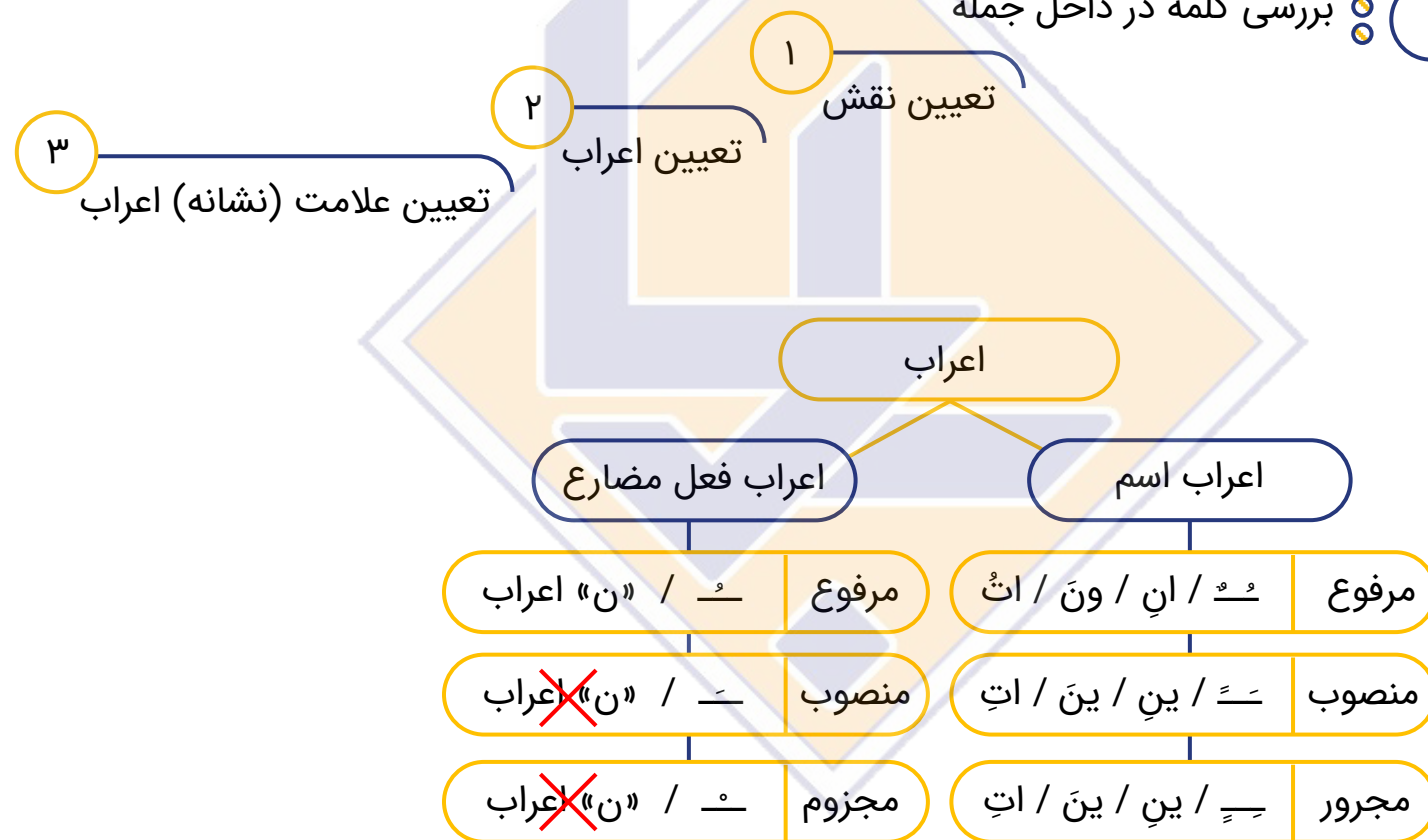 بررسی کلمه در داخل جمله
۱
تعیین نقش
۲
تعیین اعراب
۳
تعیین علامت (نشانه) اعراب
اعراب
اعراب اسم
اعراب فعل مضارع
مرفوع ـُـٌ / انِ / ونَ / اتُ
مرفوع ـُـ / «ن» اعراب
منصوب ـَـً / ینِ / ینَ / اتِ
منصوب ـَـ / «ن» اعراب
مجرور ـِـٍ / ینِ / ینَ / اتِ
مجزوم ـْـ / «ن» اعراب